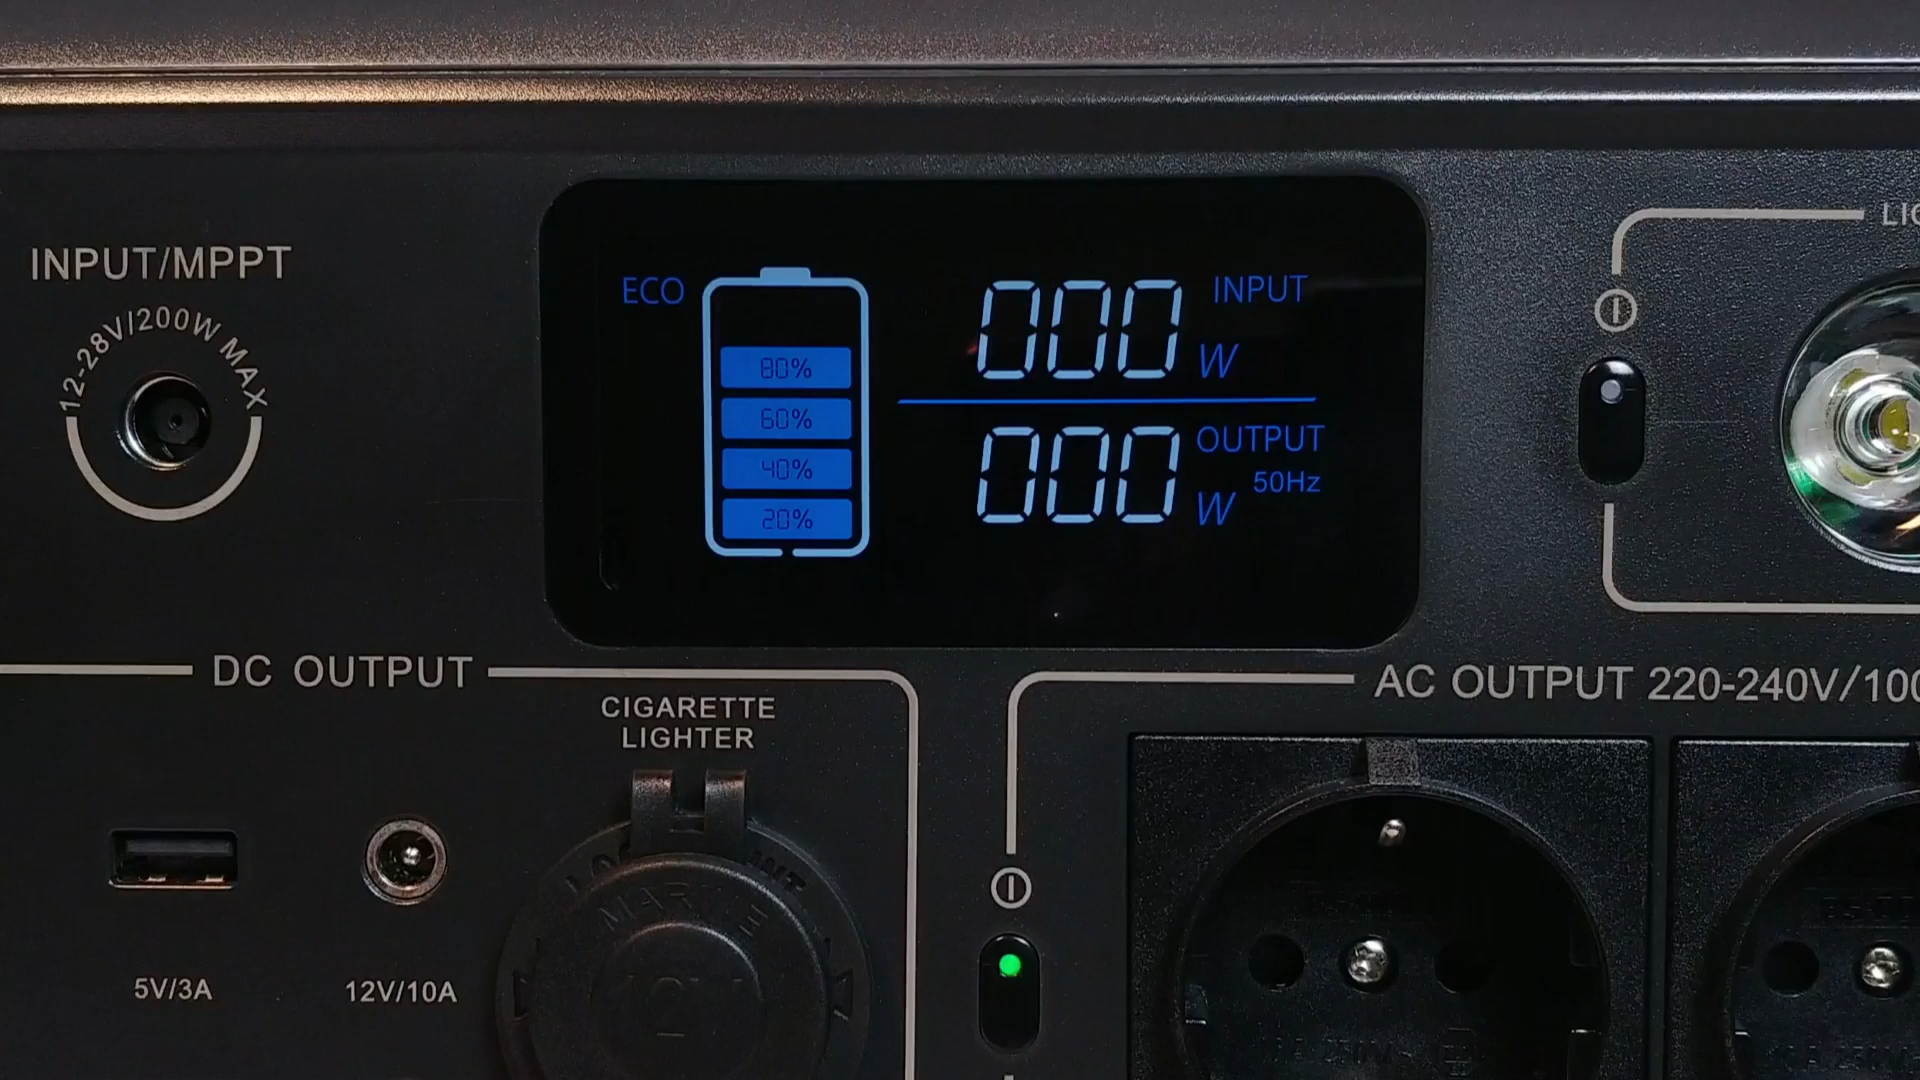 INPUT/MPPT
12-28V/200W MAX
ECO
80%
60%
40%
20%
000 W INPUT
000 W OUTPUT
50Hz
DC OUTPUT
CIGARETTE
LIGHTER
5V/3A
12V/10A
AC OUTPUT 220-240V/100